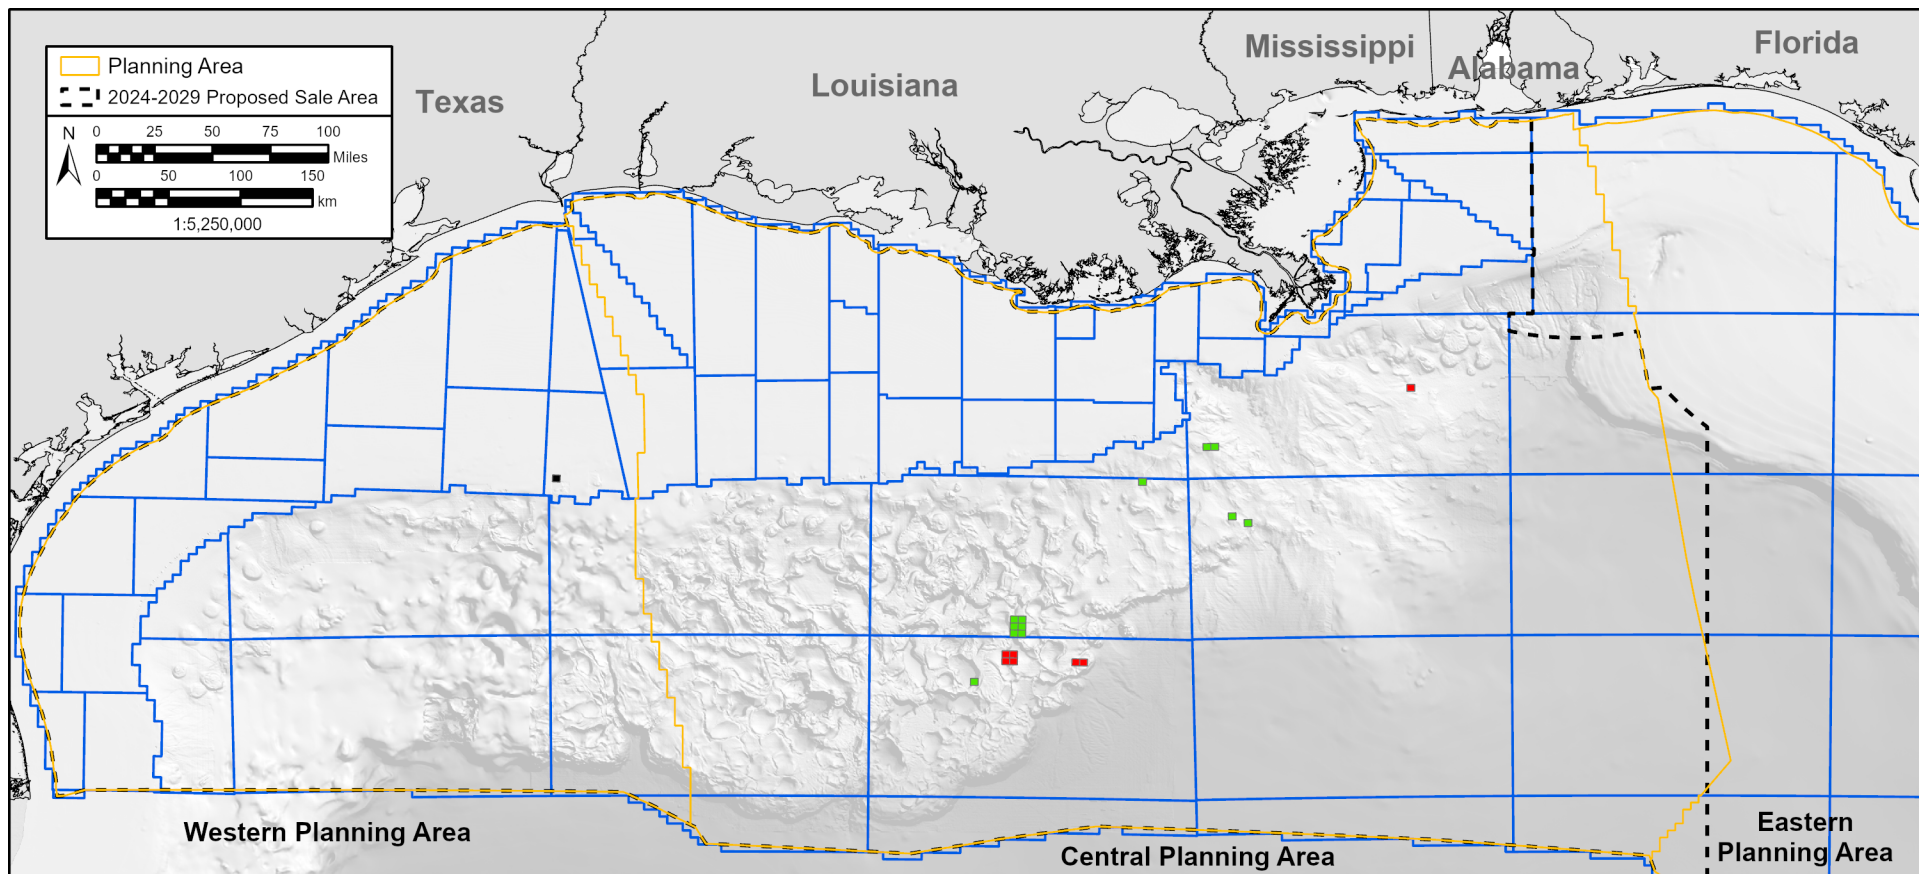 Mississippi
Florida
Alabama
Louisiana
Texas
Planning Area
2024-2029 Proposed Sale Area
N
0 25 50 75 100
Miles
0 50 100 150
km
1:5,250,000
Western Planning Area
Central Planning Area
Eastern
Planning Area